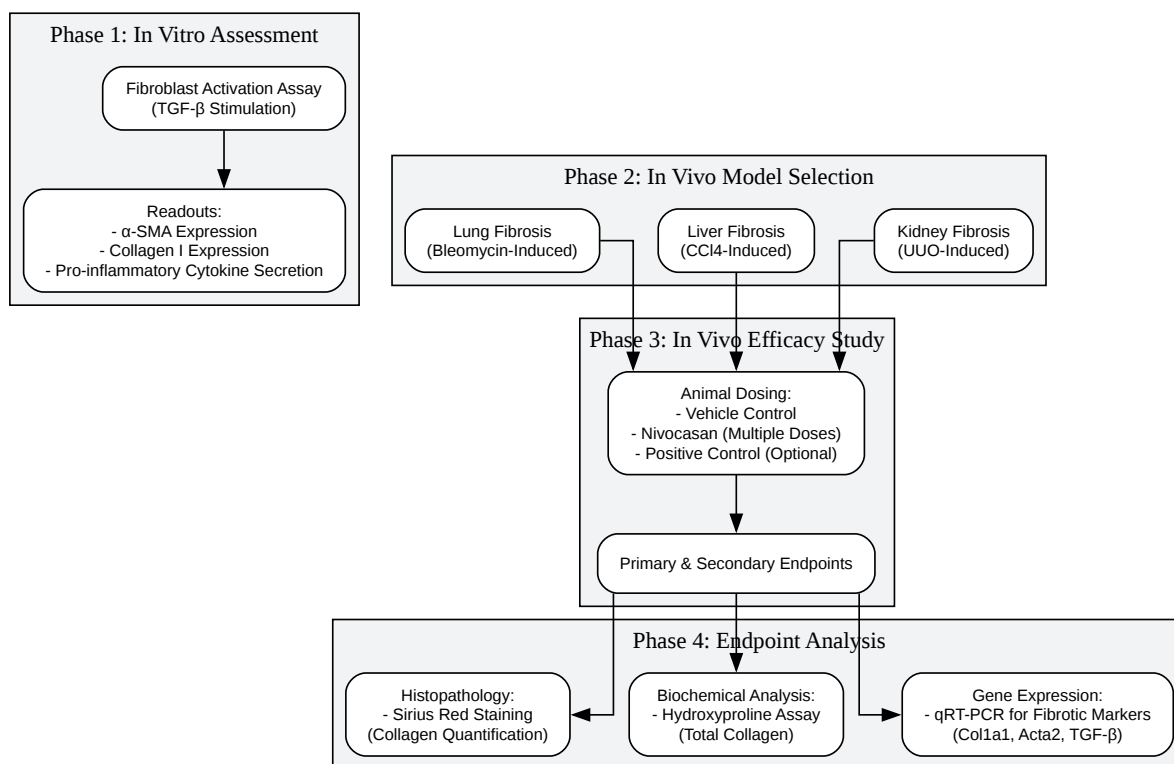 Phase 1: In Vitro Assessment
Fibroblast Activation Assay
(TGF-β Stimulation)
Readouts:
- α-SMA Expression
- Collagen I Expression
- Pro-inflammatory Cytokine Secretion
Phase 2: In Vivo Model Selection
Lung Fibrosis
(Bleomycin-Induced)
Liver Fibrosis
(CCl4-Induced)
Kidney Fibrosis
(UUO-Induced)
Phase 3: In Vivo Efficacy Study
Animal Dosing:
- Vehicle Control
- Nivocasan (Multiple Doses)
- Positive Control (Optional)
Primary & Secondary Endpoints
Phase 4: Endpoint Analysis
Histopathology:
- Sirius Red Staining
(Collagen Quantification)
Biochemical Analysis:
- Hydroxyproline Assay
(Total Collagen)
Gene Expression:
- qRT-PCR for Fibrotic Markers
(Col1a1, Acta2, TGF-β)